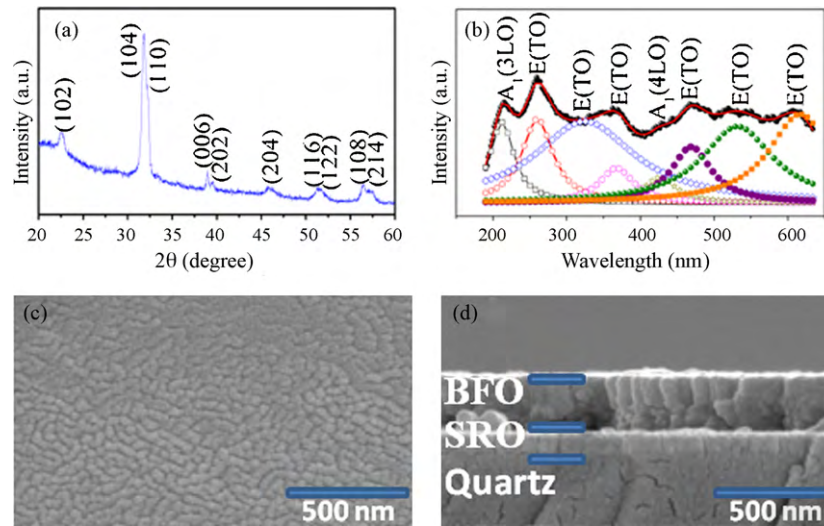 (a)
(102)
(104)
(110)
(006)
(202)
(204)
(116)
(122)
(108)
(214)
Intensity (a.u.)
20 25 30 35 40 45 50 55 60
2θ (degree)
(b)
A1(3LO)
E(TO)
E(TO)
E(TO)
A1(4LO)
E(TO)
E(TO)
E(TO)
Intensity (a.u.)
200 300 400 500 600
Wavelength (nm)
(c)
500 nm
(d)
BFO
SRO
Quartz
500 nm